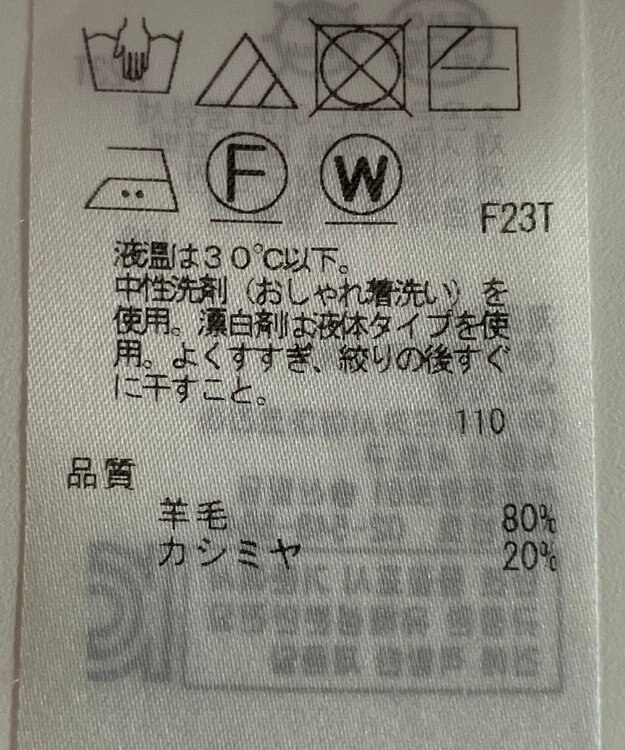 F
W
F23T
液温は30℃以下。
中性洗剤（おしゃれ着洗い）を
使用。漂白剤は液体タイプを使
用。よくすすぎ、絞りの後すぐ
に干すこと。
110
品質
羊毛 80%
カシミヤ 20%